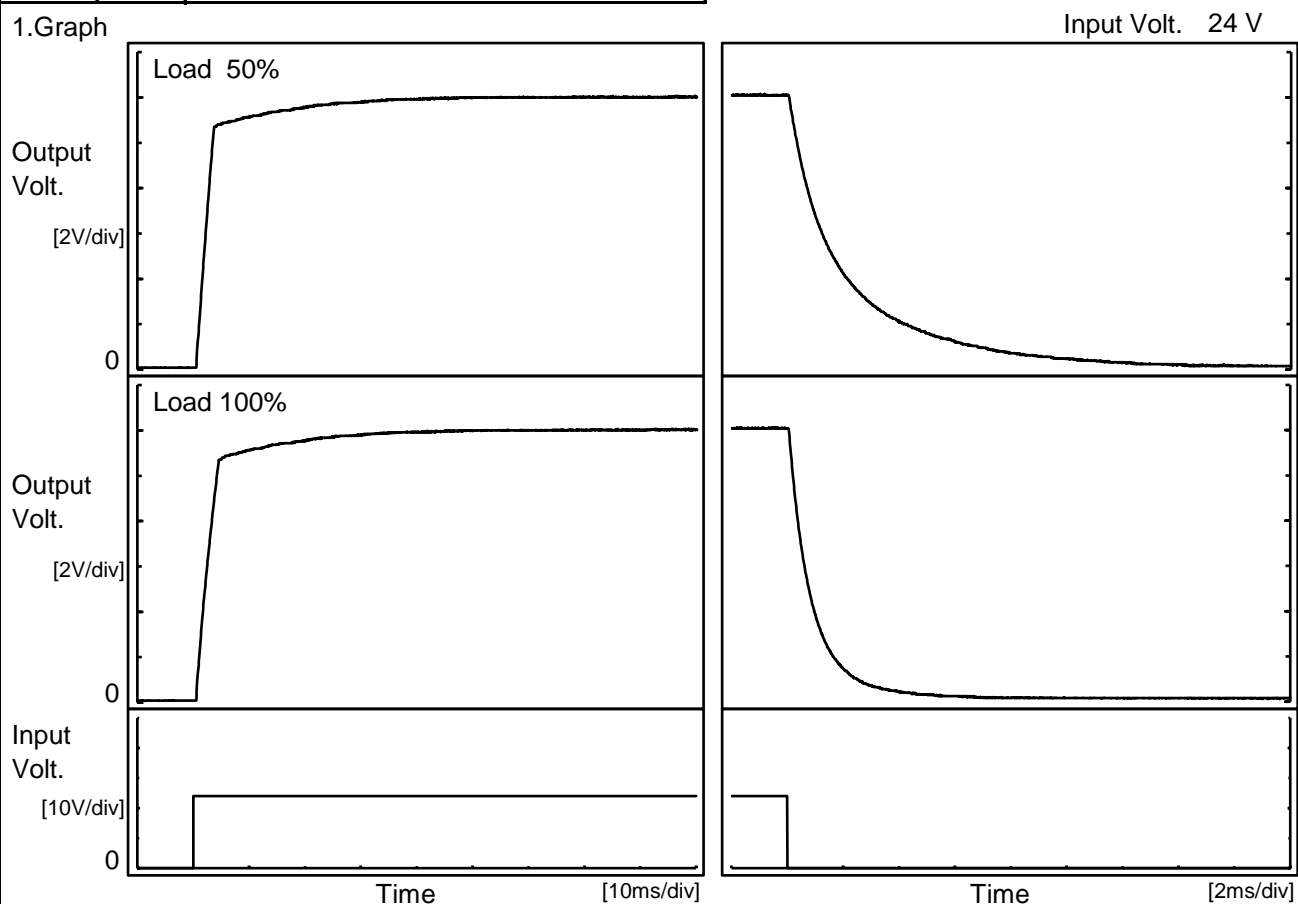 1.Graph
Input Volt. 24 V
Load 50%
Output
Volt.
[2V/div]
0
Load 100%
Output
Volt.
[2V/div]
0
Input
Volt.
[10V/div]
0
Time
[10ms/div]
Time
[2ms/div]